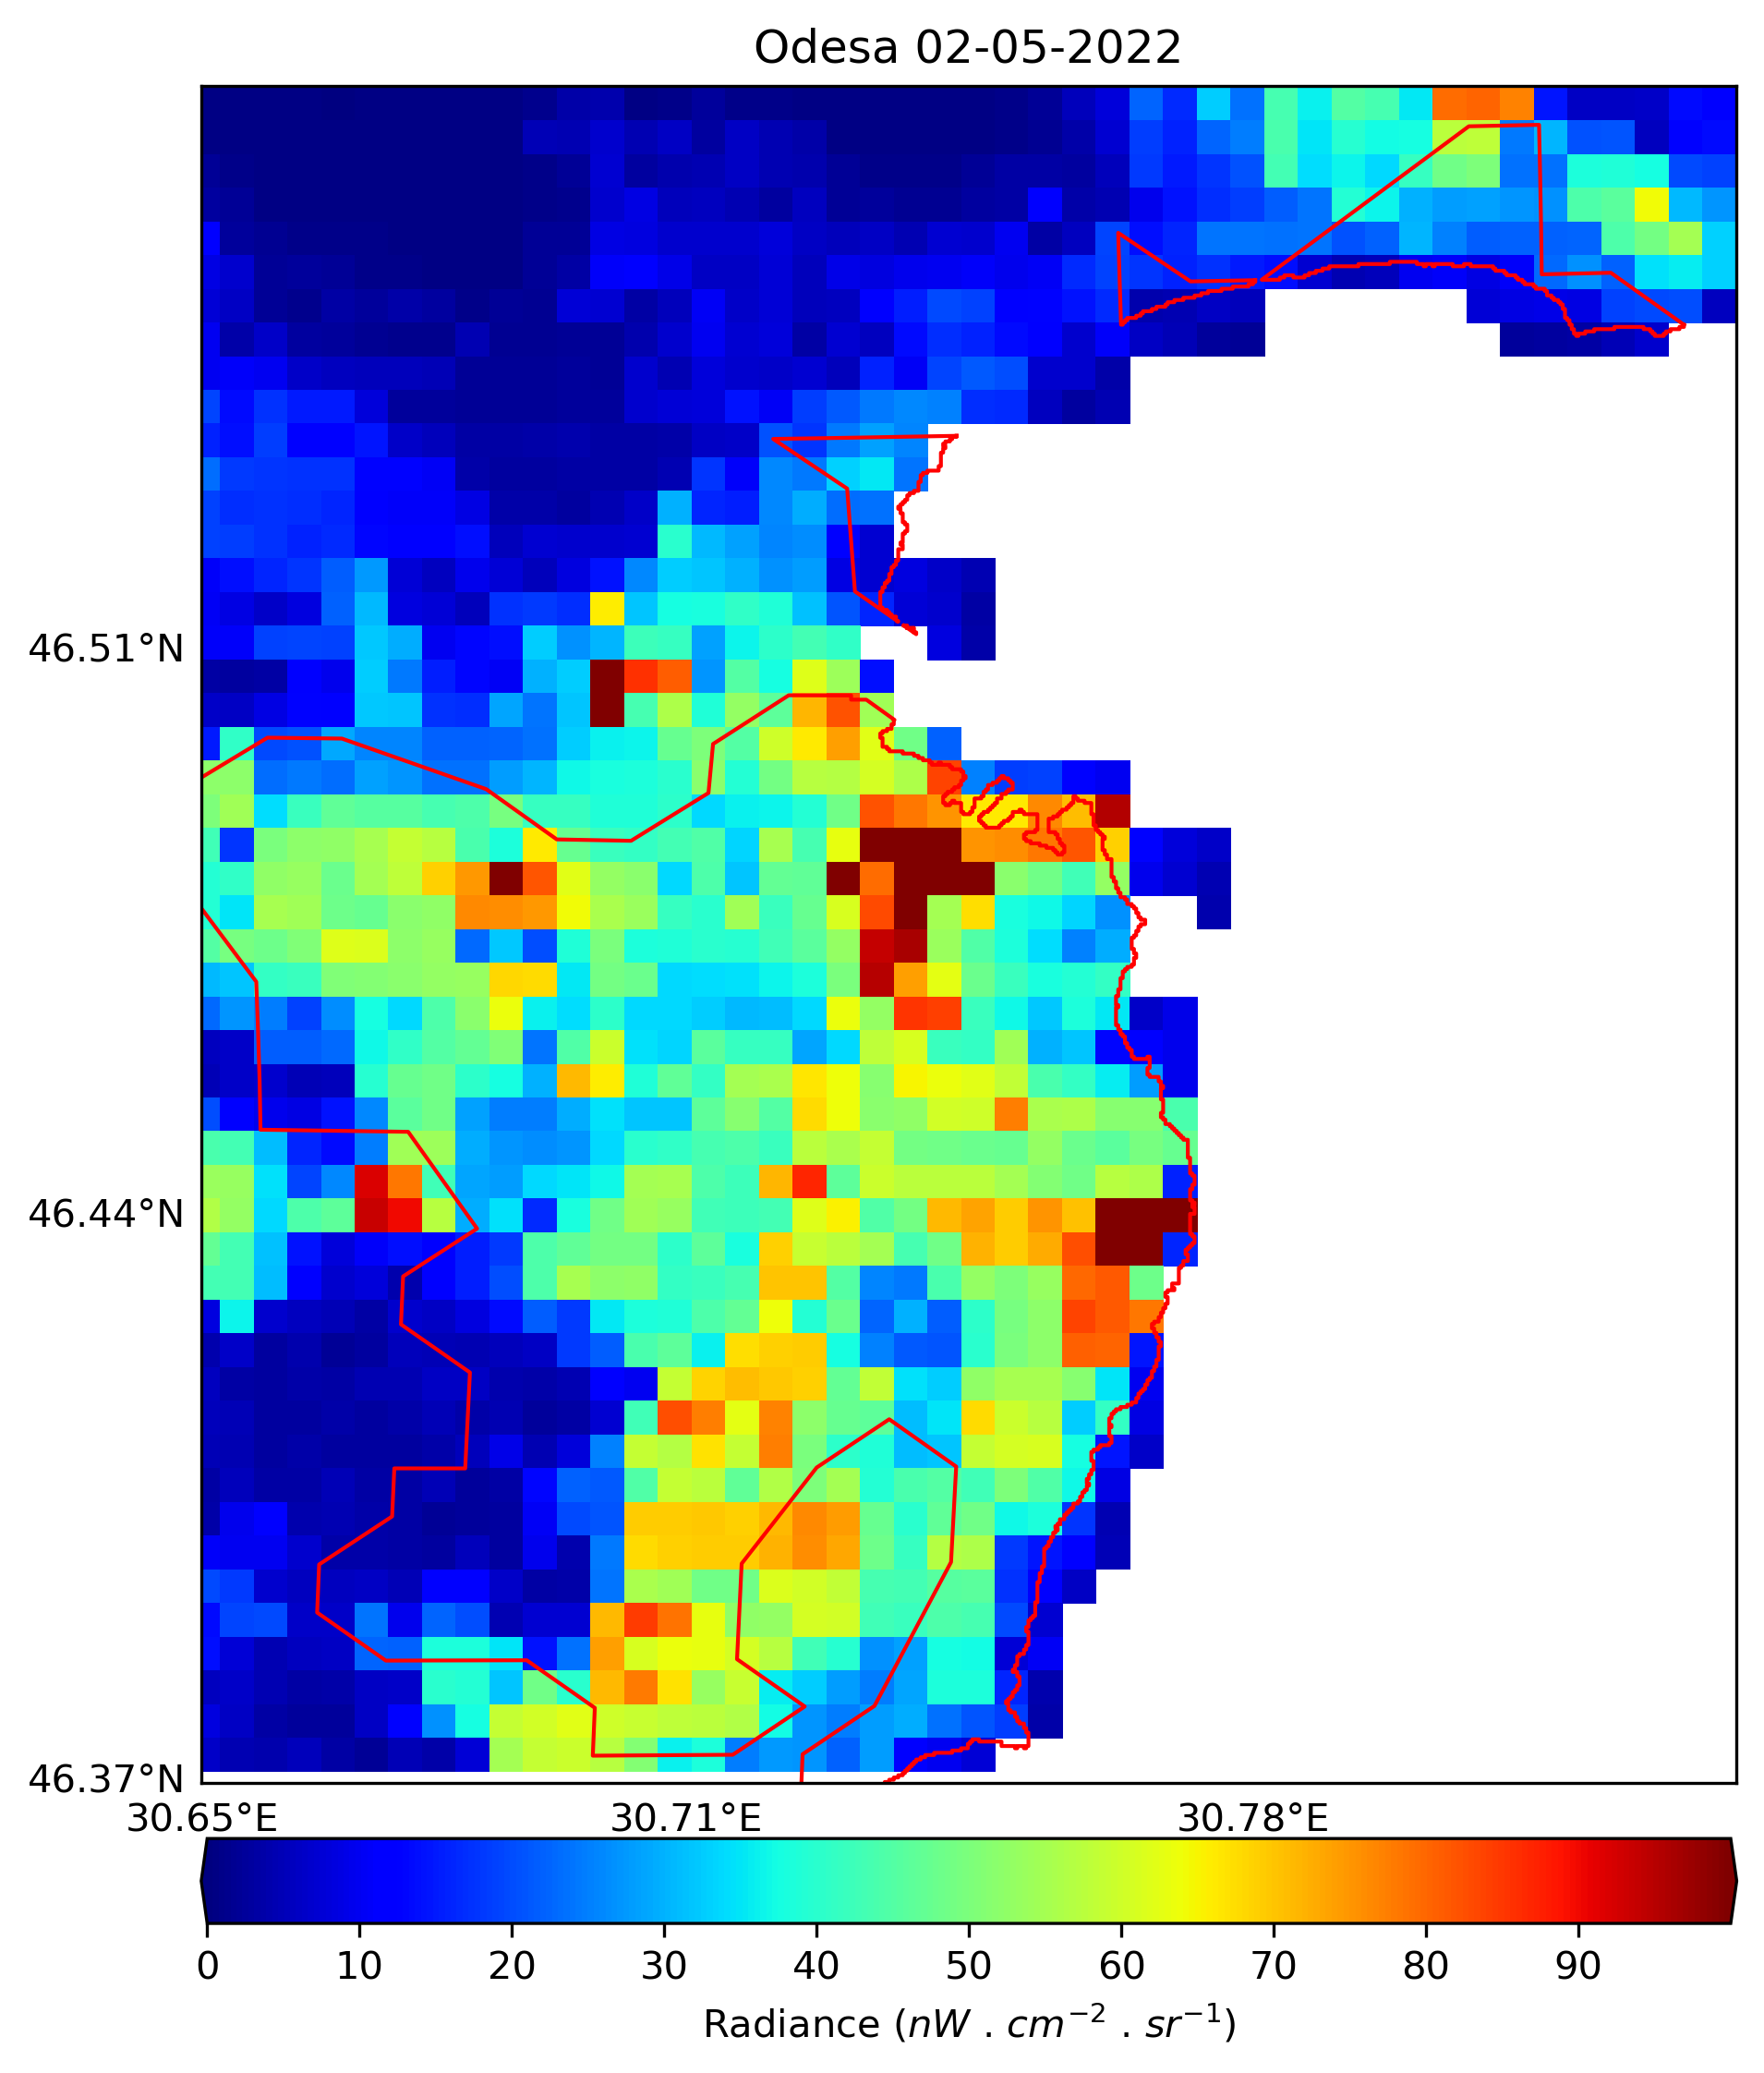 Odesa 02-05-2022
46.51°N
46.44°N
46.37°N
30.65°E 30.71°E 30.78°E
0 10 20 30 40 50 60 70 80 90
Radiance (nW . cm⁻² . sr⁻¹)